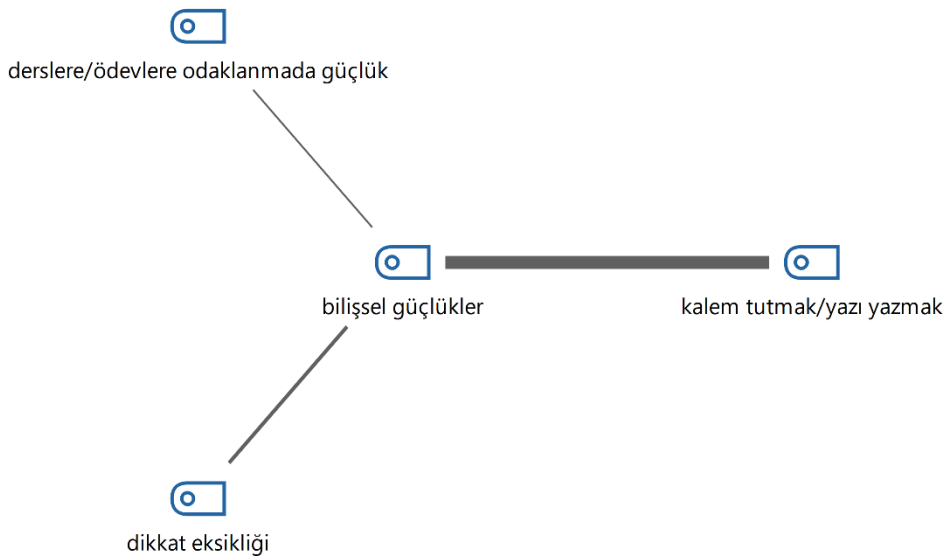 derslere/ödevlere odaklanmada güçlük
bilişsel güçlükler
kalem tutmak/yazı yazmak
dikkat eksikliği